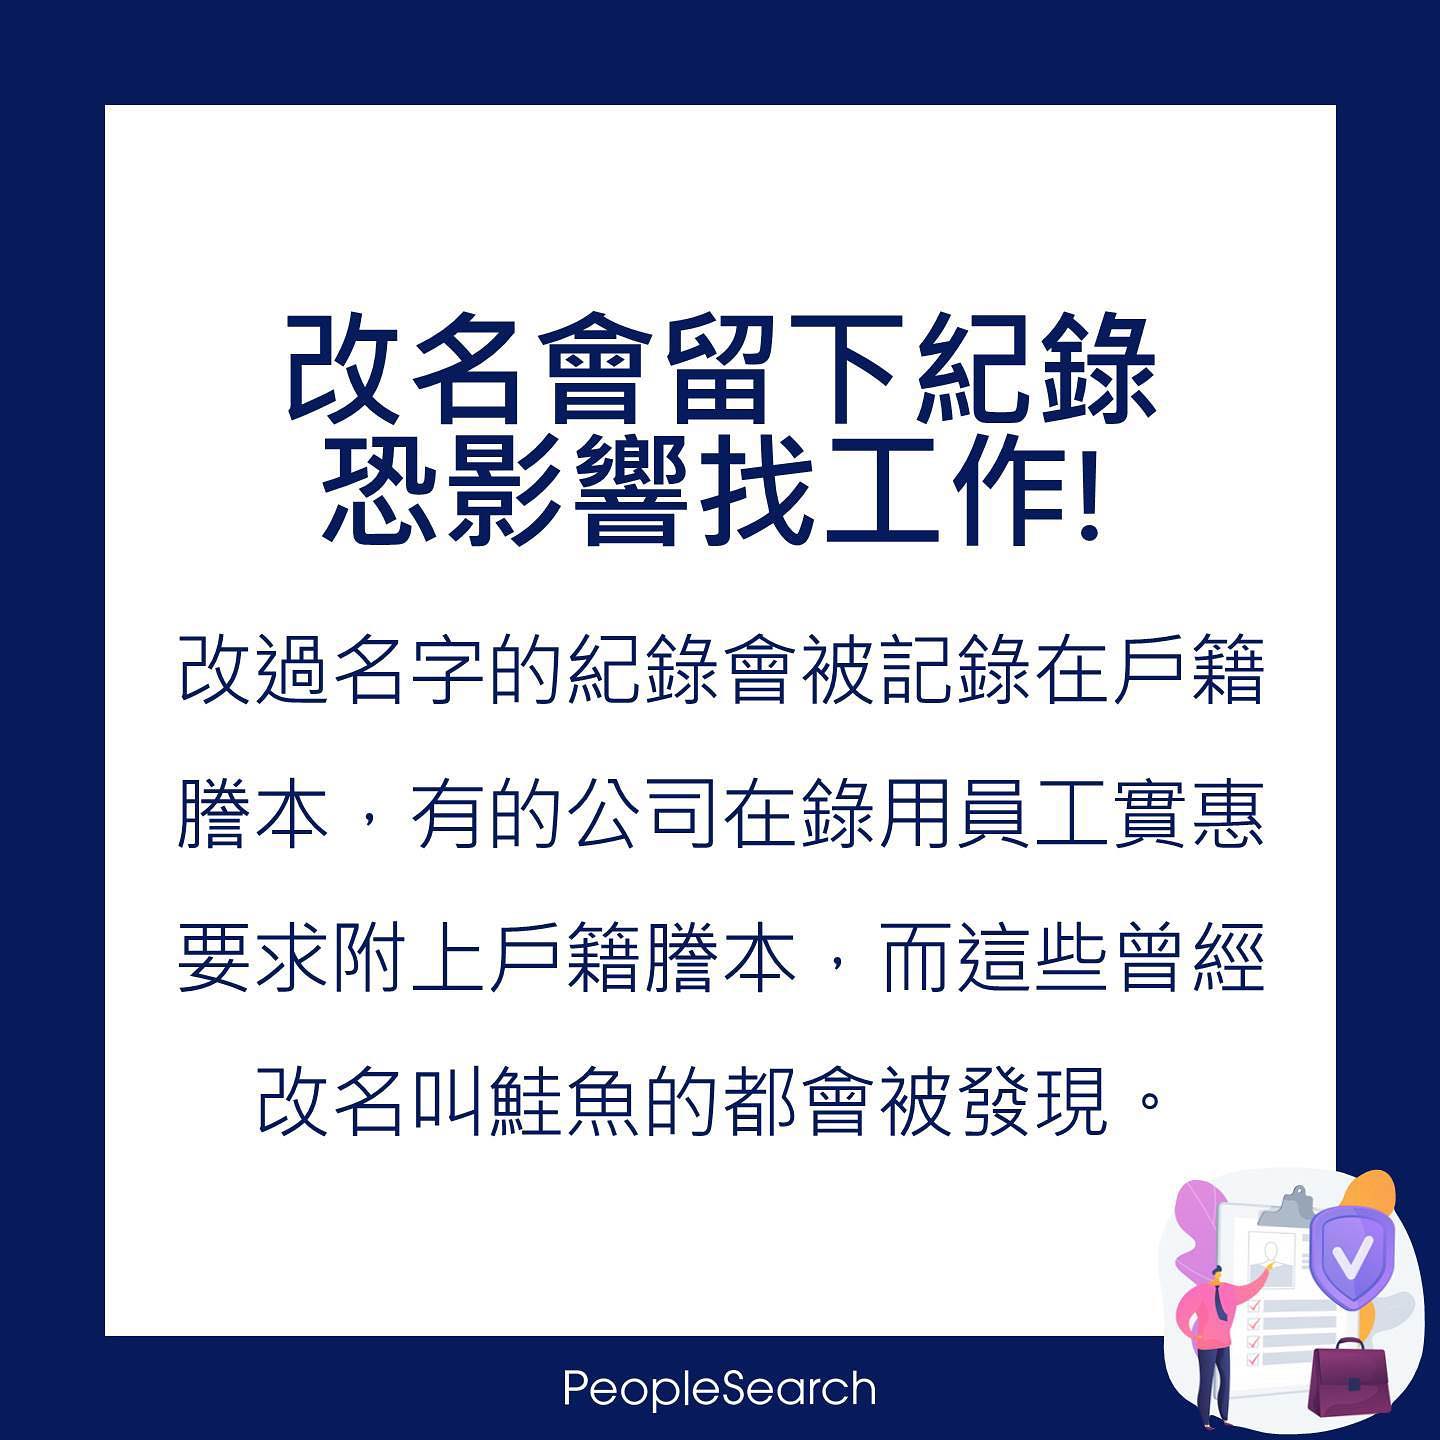 改名會留下紀錄
恐影響找工作!
改過名字的紀錄會被記錄在戶籍
謄本，有的公司在錄用員工實惠
要求附上戶籍謄本，而這些曾經
改名叫鮭魚的都會被發現。
PeopleSearch